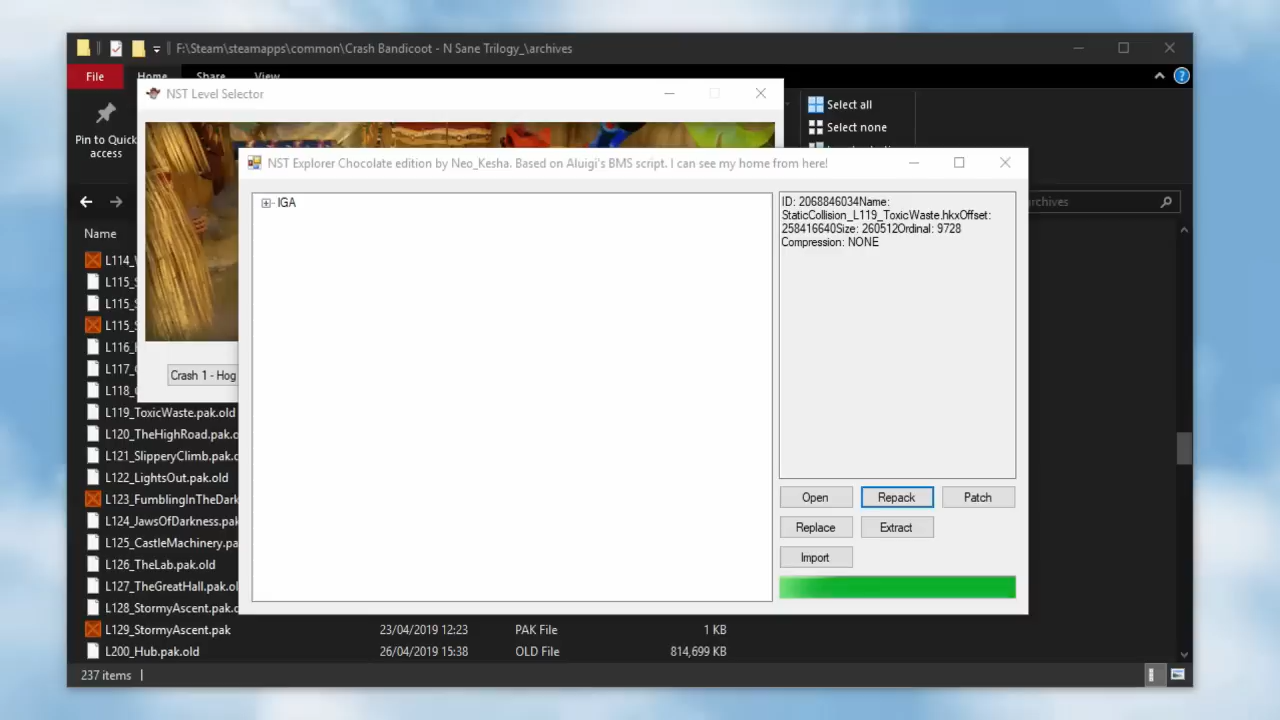 F:\Steam\steamapps\common\Crash Bandicoot - N Sane Trilogy_\archives
File
Home
Share
View
NST Level Selector
Select all
Select none
Pin to Quick
access
NST Explorer Chocolate edition by Neo_Kesha. Based on Aluigi's BMS script. I can see my home from here!
IGA
ID: 2068846034Name:
StaticCollision_L119_ToxicWaste.hkxOffset:
258416640Size: 260512Ordinal: 9728
Compression: NONE
archives
Name
L114_
L115_
L115_
L115_
L116_
L117_
Crash 1 - Hog
L118_
L119_ToxicWaste.pak.old
L120_TheHighRoad.pak.o
L121_SlipperyClimb.pak.o
L122_LightsOut.pak.old
L123_FumblingInTheDark
L124_JawsOfDarkness.pak
L125_CastleMachinery.pa
L126_TheLab.pak.old
L127_TheGreatHall.pak.ol
L128_StormyAscent.pak.o
Open
Repack
Patch
Replace
Extract
Import
L129_StormyAscent.pak 23/04/2019 12:23 PAK File 1 KB
L200_Hub.pak.old 26/04/2019 15:38 OLD File 814,699 KB
237 items